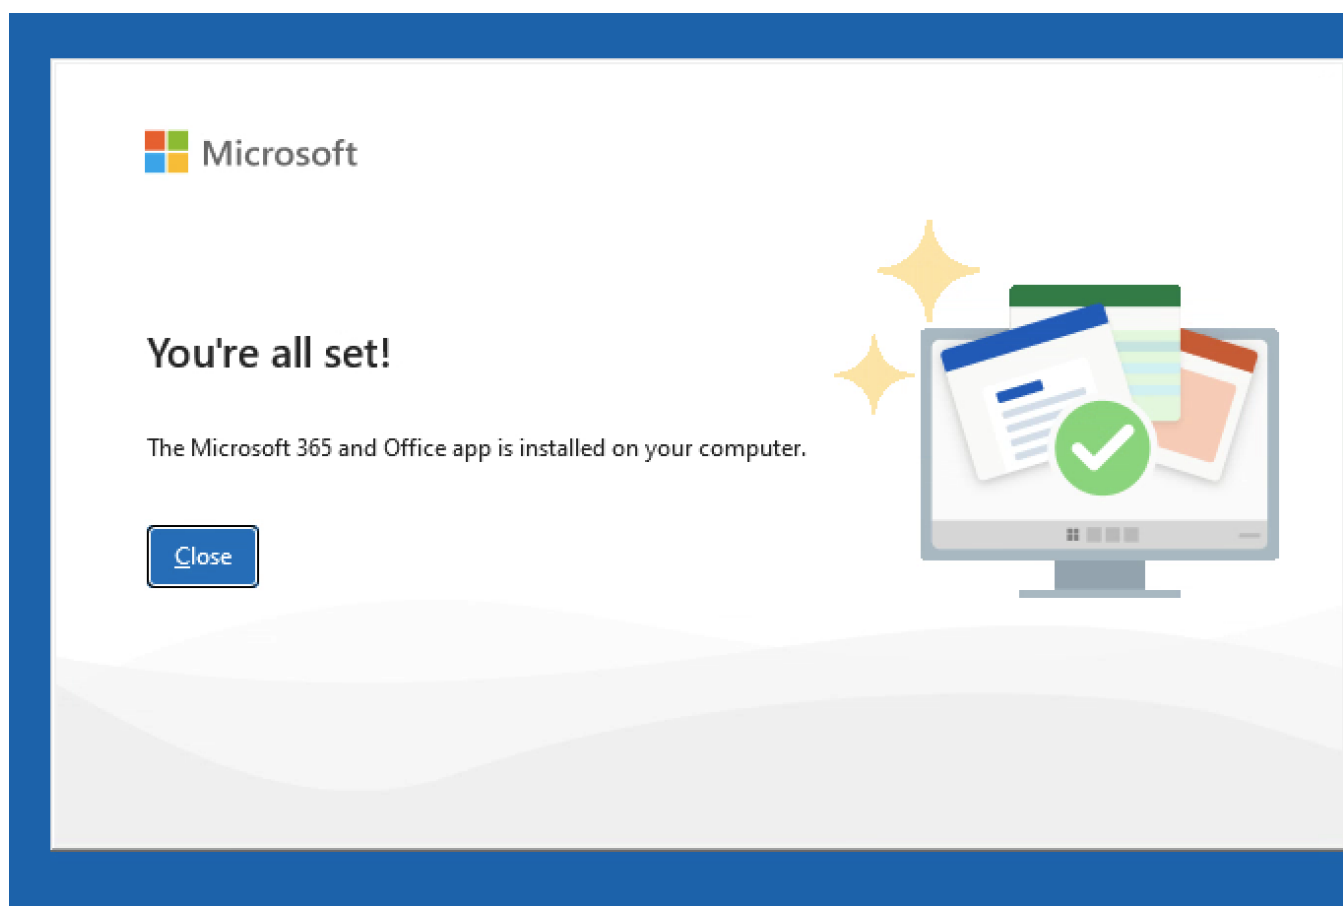 Microsoft
You're all set!
The Microsoft 365 and Office app is installed on your computer.
Close